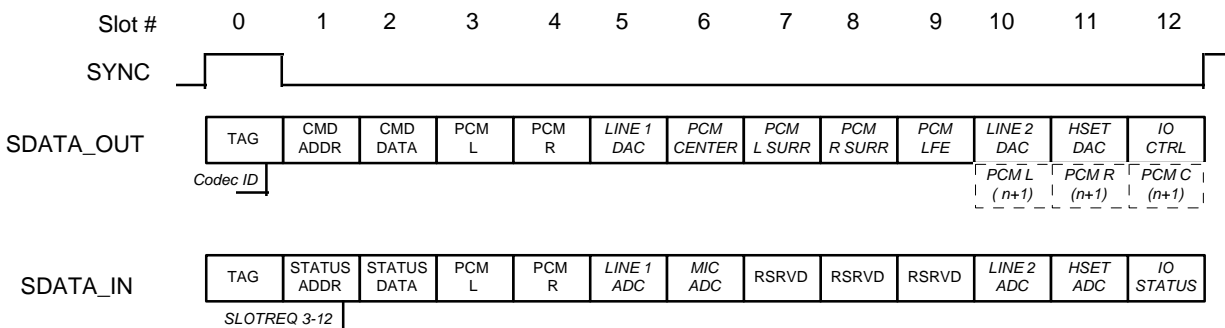 Slot # 0 1 2 3 4 5 6 7 8 9 10 11 12
SYNC
SDATA_OUT
TAG
CMD ADDR
CMD DATA
PCM L
PCM R
LINE 1 DAC
PCM CENTER
PCM L SURR
PCM R SURR
PCM LFE
LINE 2 DAC
HSET DAC
IO CTRL
Codec ID
PCM L ( n+1)
PCM R (n+1)
PCM C (n+1)
SDATA_IN
TAG
STATUS ADDR
STATUS DATA
PCM L
PCM R
LINE 1 ADC
MIC ADC
RSRVD
RSRVD
RSRVD
LINE 2 ADC
HSET ADC
IO STATUS
SLOTREQ 3-12